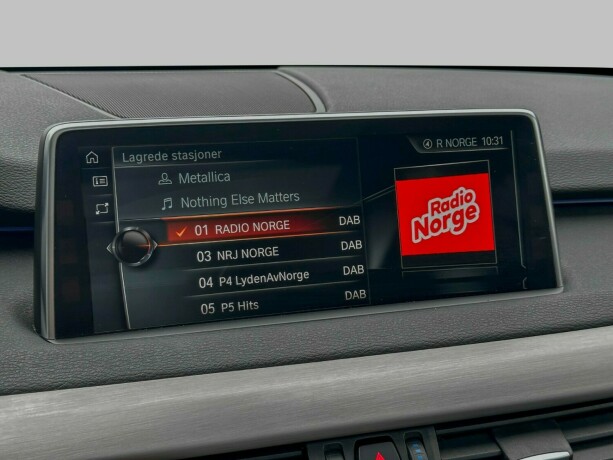 R NORGE 10:31
Lagrede stasjoner
Metallica
Nothing Else Matters
01 RADIO NORGE DAB
03 NRJ NORGE DAB
04 P4 LydenAvNorge DAB
05 P5 Hits DAB
Radio
Norge